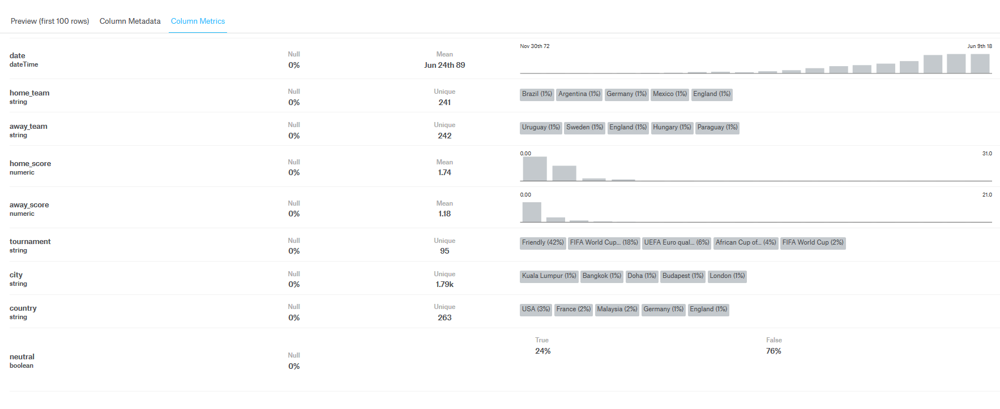 Preview (first 100 rows) Column Metadata Column Metrics
Nov 30th 72 Jun 9th 18
date Null Mean
dateTime 0% Jun 24th 89
home_team Null Unique Brazil (1%) Argentina (1%) Germany (1%) Mexico (1%) England (1%)
string 0% 241
away_team Null Unique Uruguay (1%) Sweden (1%) England (1%) Hungary (1%) Paraguay (1%)
string 0% 242
0.00 31.0
home_score Null Mean
numeric 0% 1.74
0.00 21.0
away_score Null Mean
numeric 0% 1.18
tournament Null Unique Friendly (42%) FIFA World Cup... (18%) UEFA Euro qual... (6%) African Cup of... (4%) FIFA World Cup (2%)
string 0% 95
city Null Unique Kuala Lumpur (1%) Bangkok (1%) Doha (1%) Budapest (1%) London (1%)
string 0% 1.79k
country Null Unique USA (3%) France (2%) Malaysia (2%) Germany (1%) England (1%)
string 0% 263
True False
24% 76%
neutral Null
boolean 0%